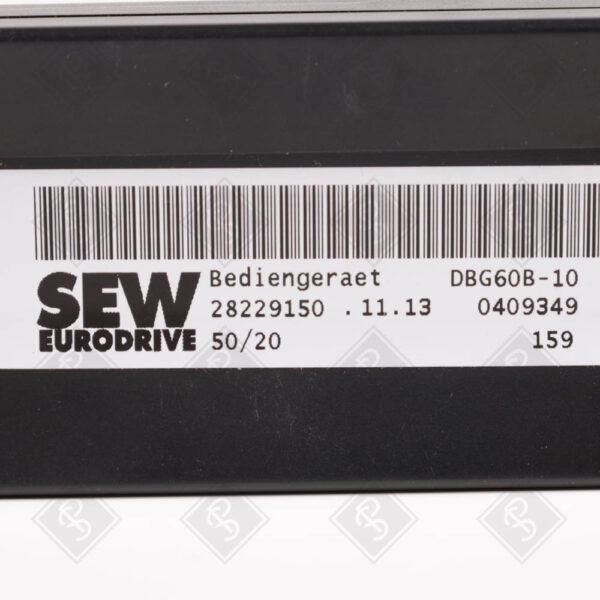 SEW
EURODRIVE
Bediengeraet DBG60B-10
28229150 .11.13 0409349
50/20 159